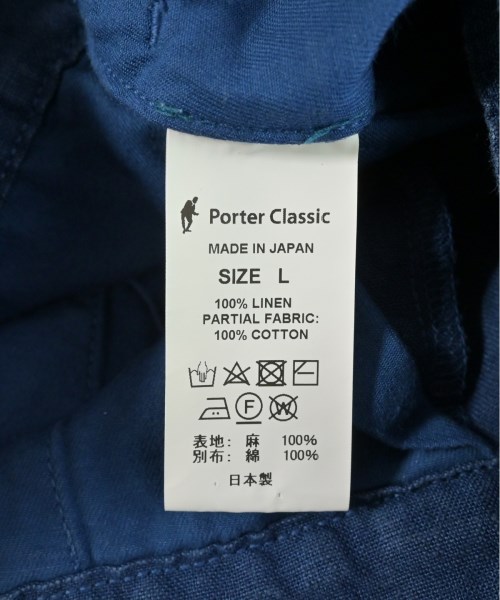 Porter Classic
MADE IN JAPAN
SIZE L
100% LINEN
PARTIAL FABRIC:
100% COTTON
F
W
表地: 麻 100%
別布: 綿 100%
日本製